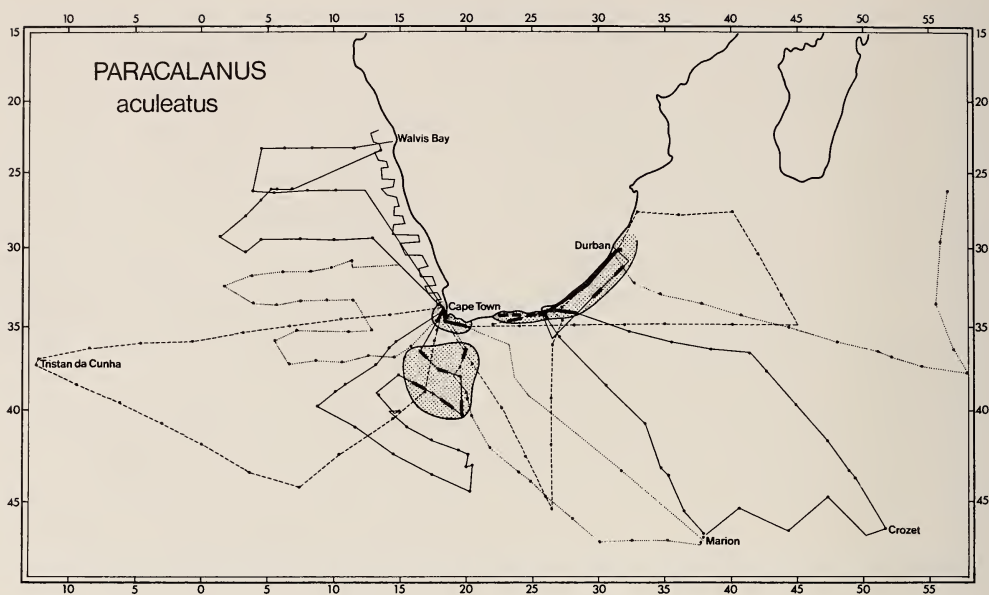 10 5 0 5 10 15 20 25 30 35 40 45 50 55
15 15
PARACALANUS
aculeatus
20 20
Walvis Bay
25 25
30 Durban 30
Cape Town
35 35
Tristan da Cunha
40 40
45 45
Crozet
Marion
10 5 0 5 10 15 20 25 30 35 40 45 50 55